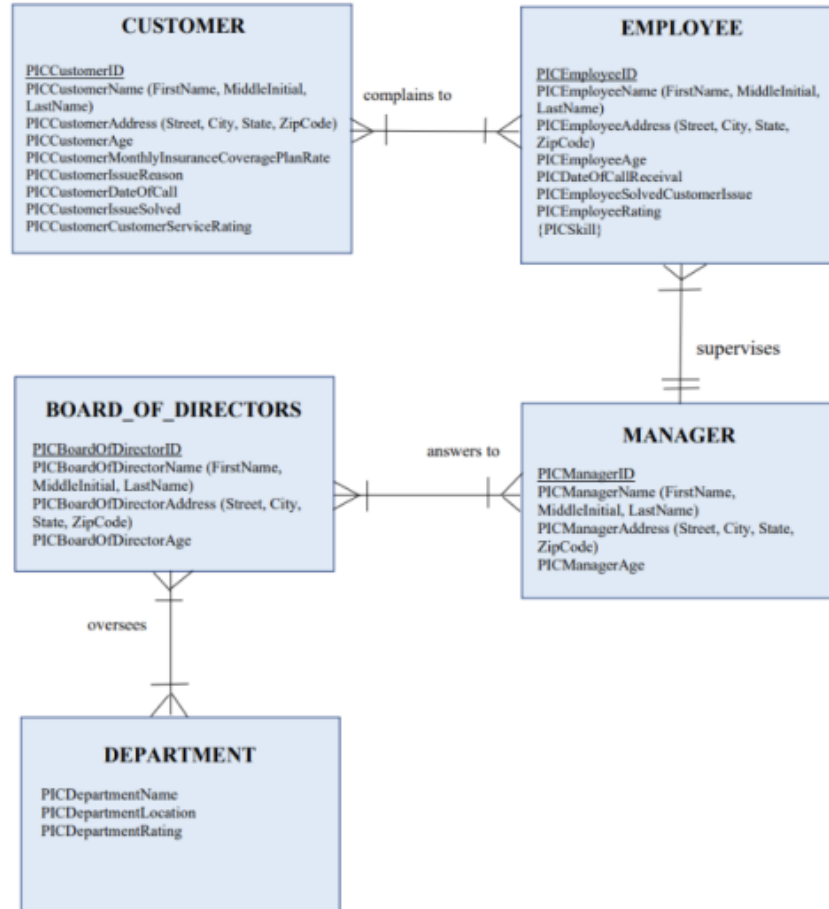 CUSTOMER
PICCustomerID
PICCustomerName (FirstName, MiddleInitial,
LastName)
PICCustomerAddress (Street, City, State, ZipCode)
PICCustomerAge
PICCustomerMonthlyInsuranceCoveragePlanRate
PICCustomerIssueReason
PICCustomerDateOfCall
PICCustomerIssueSolved
PICCustomerCustomerServiceRating
complains to
EMPLOYEE
PICEmployeeID
PICEmployeeName (FirstName, MiddleInitial,
LastName)
PICEmployeeAddress (Street, City, State,
ZipCode)
PICEmployeeAge
PICDateOfCallReceival
PICEmployeeSolvedCustomerIssue
PICEmployeeRating
{PICSkill}
supervises
BOARD_OF_DIRECTORS
PICBoardOfDirectorID
PICBoardOfDirectorName (FirstName,
MiddleInitial, LastName)
PICBoardOfDirectorAddress (Street, City,
State, ZipCode)
PICBoardOfDirectorAge
answers to
MANAGER
PICManagerID
PICManagerName (FirstName,
MiddleInitial, LastName)
PICManagerAddress (Street, City, State,
ZipCode)
PICManagerAge
oversees
DEPARTMENT
PICDepartmentName
PICDepartmentLocation
PICDepartmentRating